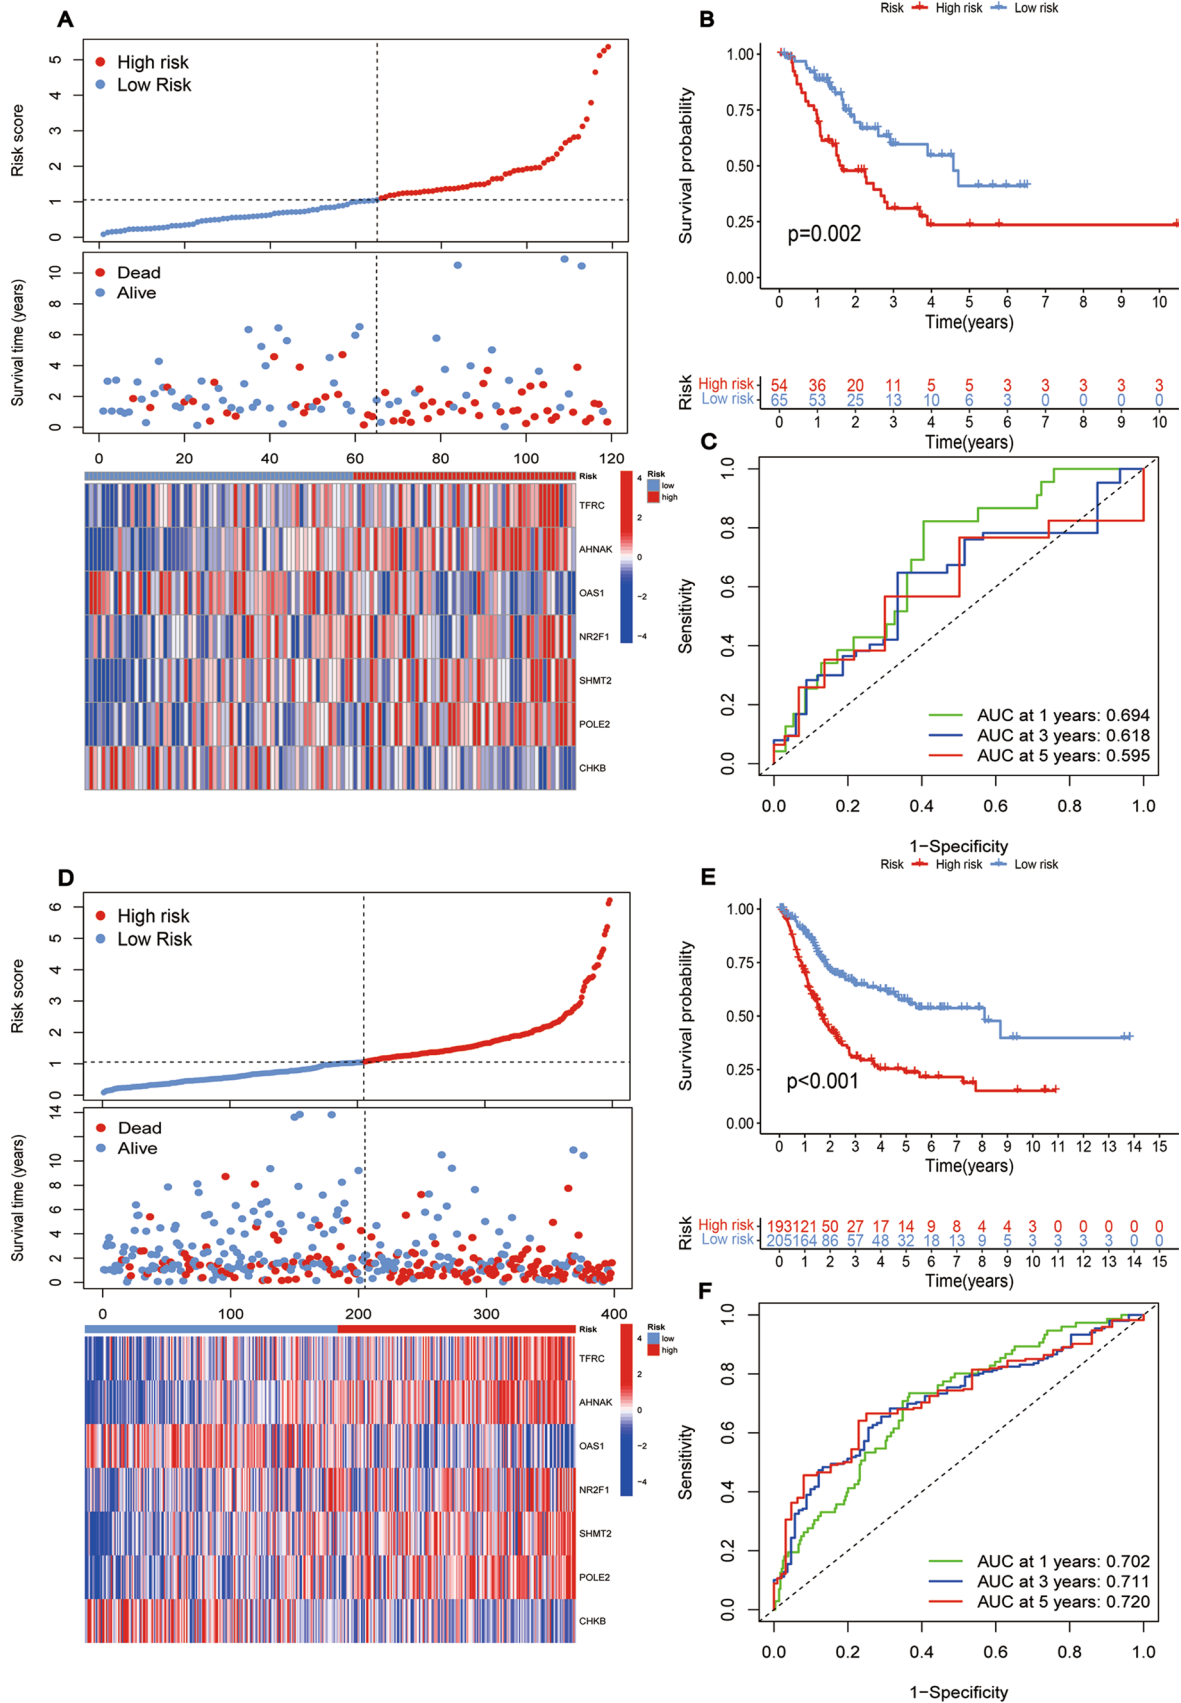 A
High risk
Low Risk
Risk score
5
4
3
2
1
0
Dead
Alive
Survival time (years)
10
8
6
4
2
0
0 20 40 60 80 100 120
Risk
TFRC
AHNAK
OAS1
NR2F1
SHMT2
POLE2
CHKB
4
2
0
−2
−4
Risk
low
high
B
Risk High risk Low risk
Survival probability
1.00
0.75
0.50
0.25
0.00
p=0.002
0 1 2 3 4 5 6 7 8 9 10
Time(years)
Risk
High risk 54 36 20 11 5 5 3 3 3 3 3
Low risk 65 53 25 13 10 6 3 0 0 0 0
0 1 2 3 4 5 6 7 8 9 10
Time(years)
C
Sensitivity
1.0
0.8
0.6
0.4
0.2
0.0
AUC at 1 years: 0.694
AUC at 3 years: 0.618
AUC at 5 years: 0.595
0.0 0.2 0.4 0.6 0.8 1.0
1−Specificity
D
High risk
Low Risk
Risk score
6
5
4
3
2
1
0
Dead
Alive
Survival time (years)
14
10
8
6
4
2
0
0 100 200 300 400
Risk
TFRC
AHNAK
OAS1
NR2F1
SHMT2
POLE2
CHKB
4
2
0
−2
−4
Risk
low
high
E
Risk High risk Low risk
Survival probability
1.00
0.75
0.50
0.25
0.00
p<0.001
0 1 2 3 4 5 6 7 8 9 10 11 12 13 14 15
Time(years)
Risk
High risk 193 121 50 27 17 14 9 8 4 4 3 0 0 0 0 0
Low risk 205 164 86 57 48 32 18 13 9 5 3 3 3 3 0 0
0 1 2 3 4 5 6 7 8 9 10 11 12 13 14 15
Time(years)
F
Sensitivity
1.0
0.8
0.6
0.4
0.2
0.0
AUC at 1 years: 0.702
AUC at 3 years: 0.711
AUC at 5 years: 0.720
0.0 0.2 0.4 0.6 0.8 1.0
1−Specificity